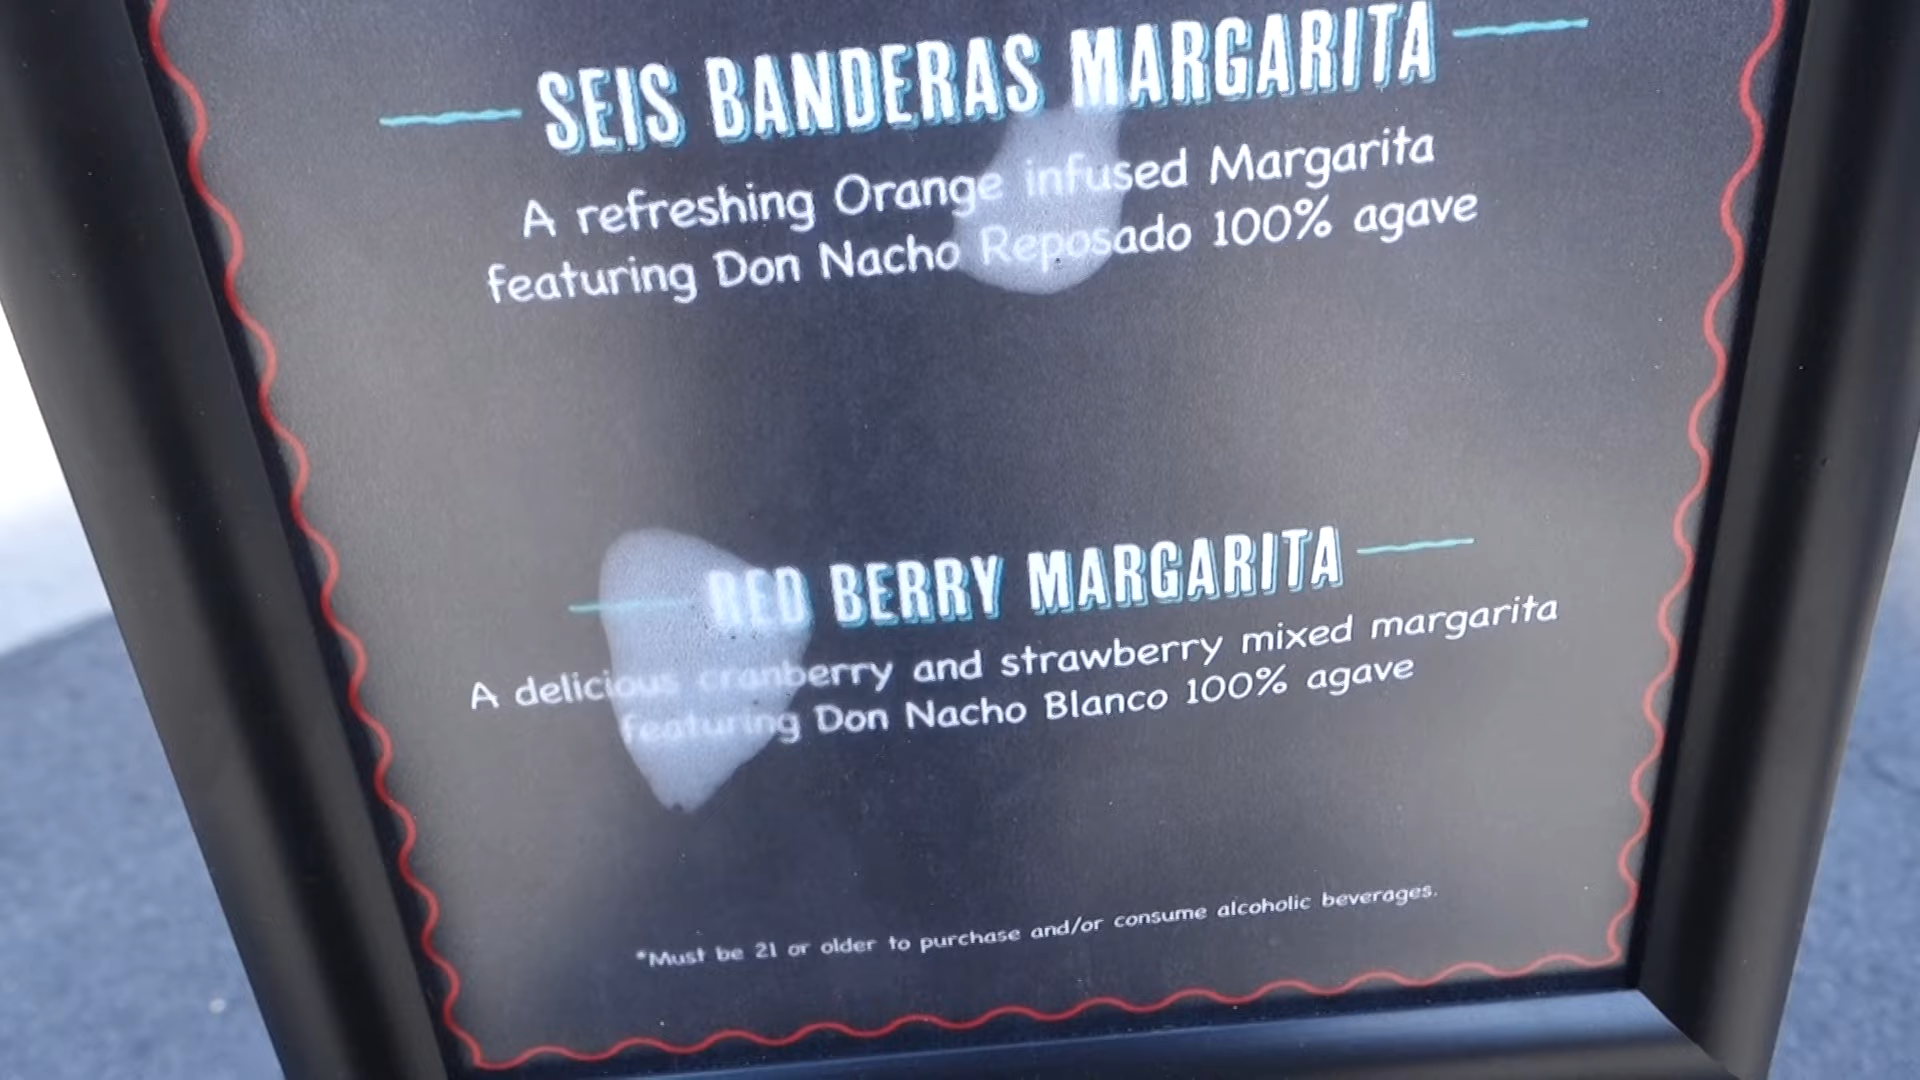 SEIS BANDERAS MARGARITA
A refreshing Orange infused Margarita
featuring Don Nacho Reposado 100% agave
RED BERRY MARGARITA
A delicious cranberry and strawberry mixed margarita
featuring Don Nacho Blanco 100% agave
*Must be 21 or older to purchase and/or consume alcoholic beverages.